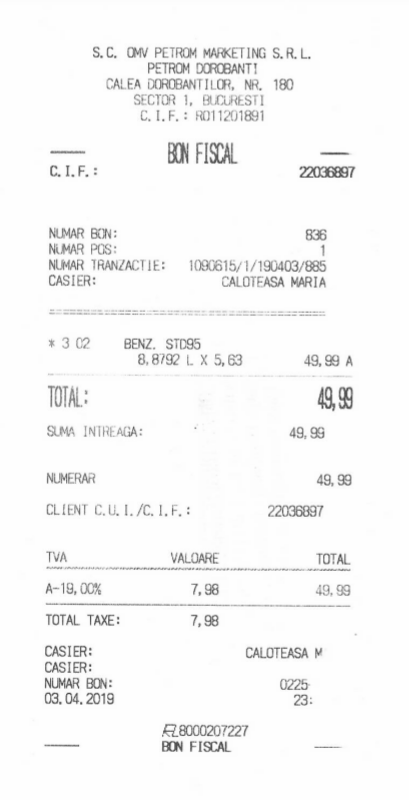 S.C. OMV PETROM MARKETING S.R.L.
PETROM DOROBANTI
CALEA DOROBANTILOR, NR. 180
SECTOR 1, BUCURESTI
C.I.F.: RO11201891
BON FISCAL
C.I.F.: 22036897
NUMAR BON: 836
NUMAR POS: 1
NUMAR TRANZACTIE: 1090615/1/190403/885
CASIER: CALOTEASA MARIA
* 3 02 BENZ. STD95
8,8792 L X 5,63 49,99 A
TOTAL: 49,99
SUMA INTREAGA: 49,99
NUMERAR 49,99
CLIENT C.U.I./C.I.F.: 22036897
TVA VALOARE TOTAL
A-19,00% 7,98 49,99
TOTAL TAXE: 7,98
CASIER: CALOTEASA M
CASIER:
NUMAR BON: 0225
03.04.2019 23:
8000207227
BON FISCAL